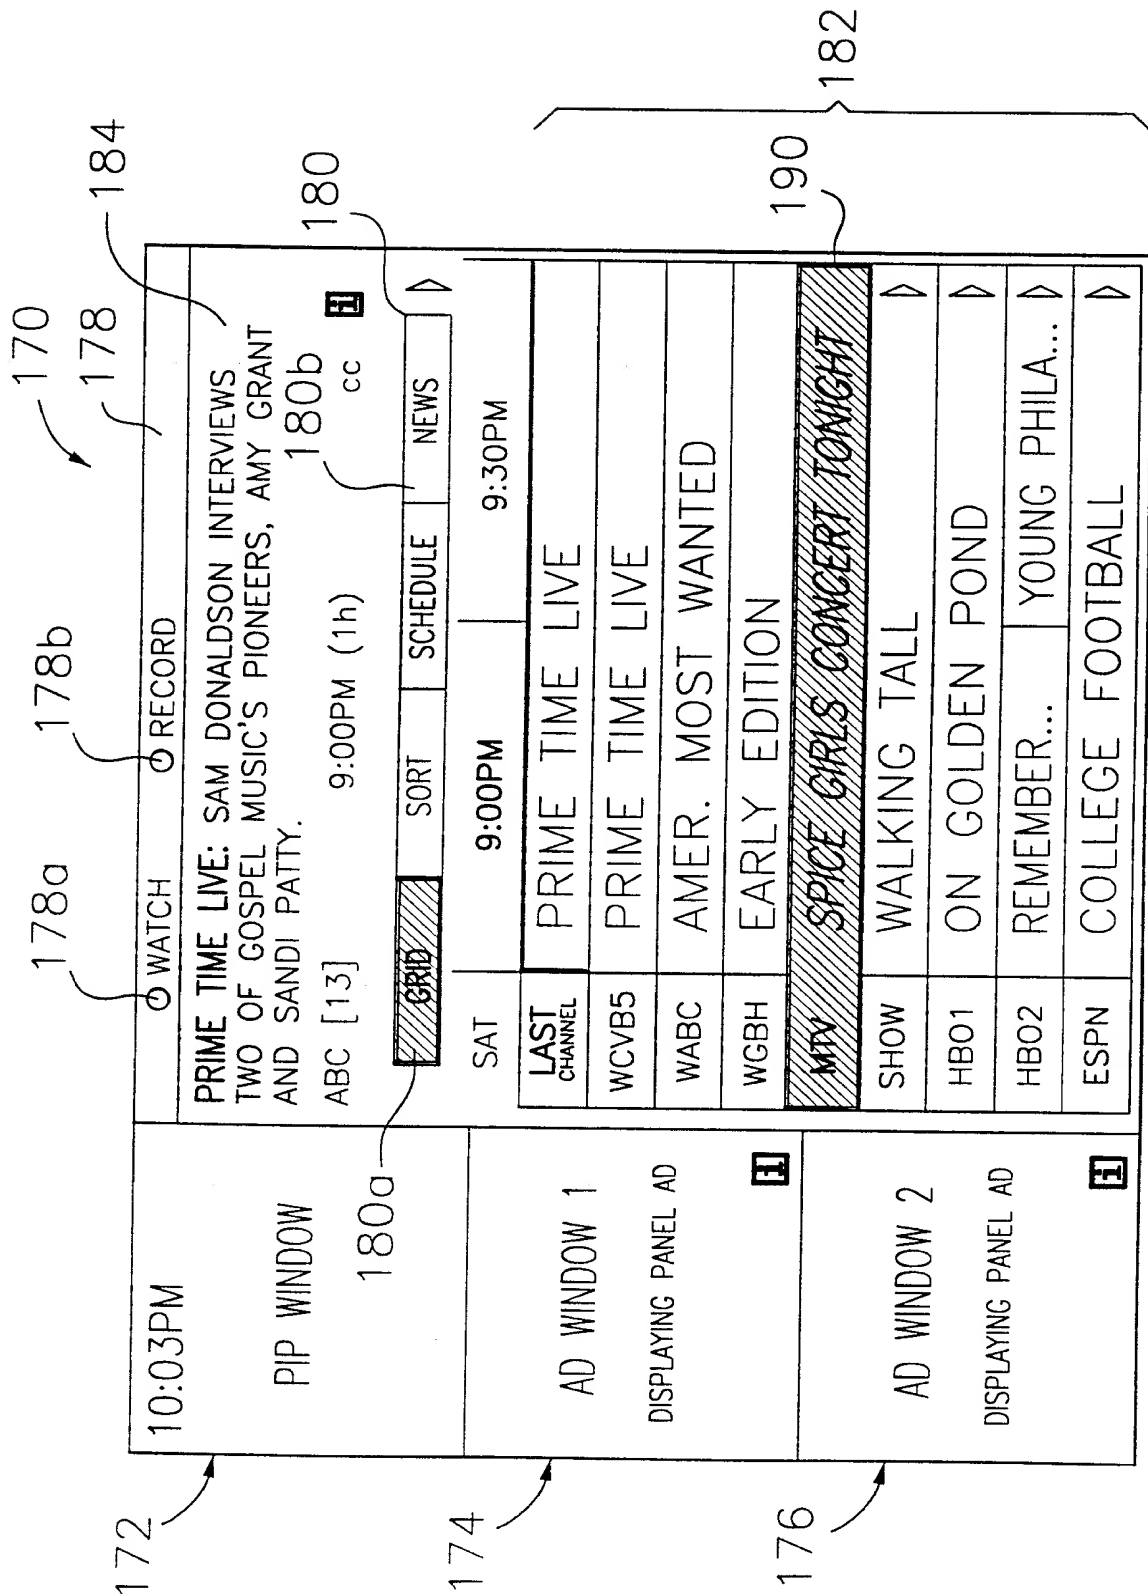 170
178a
178b
178
184
10:03PM
WATCH
RECORD
172
PIP WINDOW
PRIME TIME LIVE: SAM DONALDSON INTERVIEWS
TWO OF GOSPEL MUSIC'S PIONEERS, AMY GRANT
AND SANDI PATTY.
ABC [13] 9:00PM (1h) cc i
180a
180b
180
GRID SORT SCHEDULE NEWS
SAT 9:00PM 9:30PM
174
AD WINDOW 1
DISPLAYING PANEL AD
i
176
AD WINDOW 2
DISPLAYING PANEL AD
i
LAST CHANNEL PRIME TIME LIVE
WCVB5 PRIME TIME LIVE
WABC AMER. MOST WANTED
WGBH EARLY EDITION
MTV SPICE GIRLS CONCERT TONIGHT
190
SHOW WALKING TALL
HBO1 ON GOLDEN POND
HBO2 REMEMBER... YOUNG PHILA...
ESPN COLLEGE FOOTBALL
182